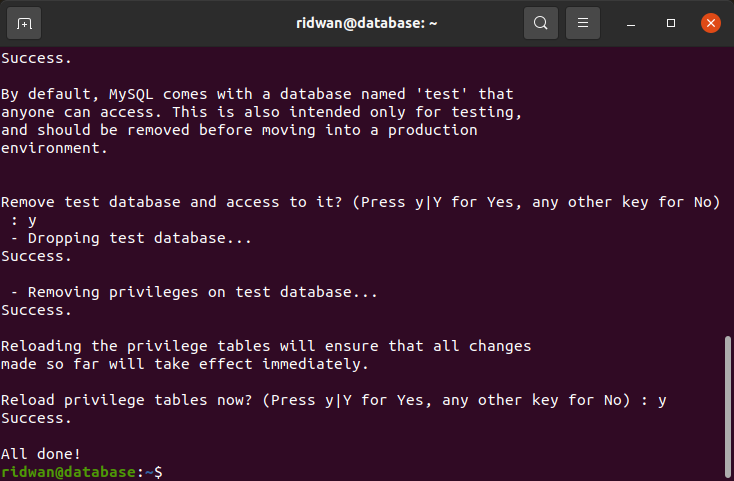 ridwan@database: ~
Success.
By default, MySQL comes with a database named 'test' that
anyone can access. This is also intended only for testing,
and should be removed before moving into a production
environment.
Remove test database and access to it? (Press y|Y for Yes, any other key for No)
 : y
 - Dropping test database...
Success.
 - Removing privileges on test database...
Success.
Reloading the privilege tables will ensure that all changes
made so far will take effect immediately.
Reload privilege tables now? (Press y|Y for Yes, any other key for No) : y
Success.
All done!
ridwan@database:~$